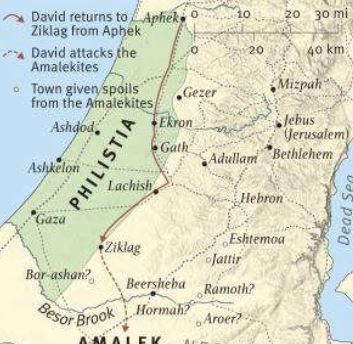 David returns to
Ziklag from Aphek
David attacks the
Amalekites
Town given spoils
from the Amalekites
0 10 20 30 mi
0 20 40 km
Aphek
Gezer
Mizpah
Ashdod
Ekron
Jebus
(Jerusalem)
Gath
Bethlehem
Adullam
Ashkelon
PHILISTIA
Lachish
Hebron
Dead Sea
Gaza
Ziklag
Eshtemoa
Jattir
Bor-ashan?
Beersheba
Ramoth?
Besor Brook
Hormah?
Aroer?
AMALEK